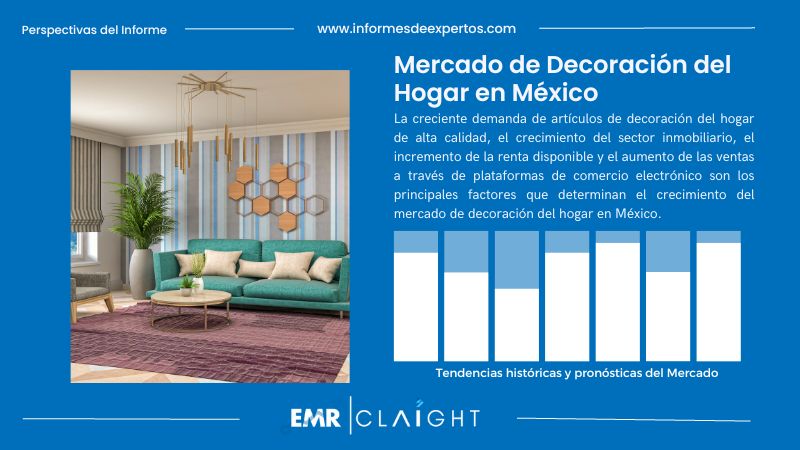 Perspectivas del Informe
www.informesdeexpertos.com
Mercado de Decoración del
Hogar en México
La creciente demanda de artículos de decoración del hogar
de alta calidad, el crecimiento del sector inmobiliario, el
incremento de la renta disponible y el aumento de las ventas
a través de plataformas de comercio electrónico son los
principales factores que determinan el crecimiento del
mercado de decoración del hogar en México.
Tendencias históricas y pronósticas del Mercado
EMR CLAIGHT